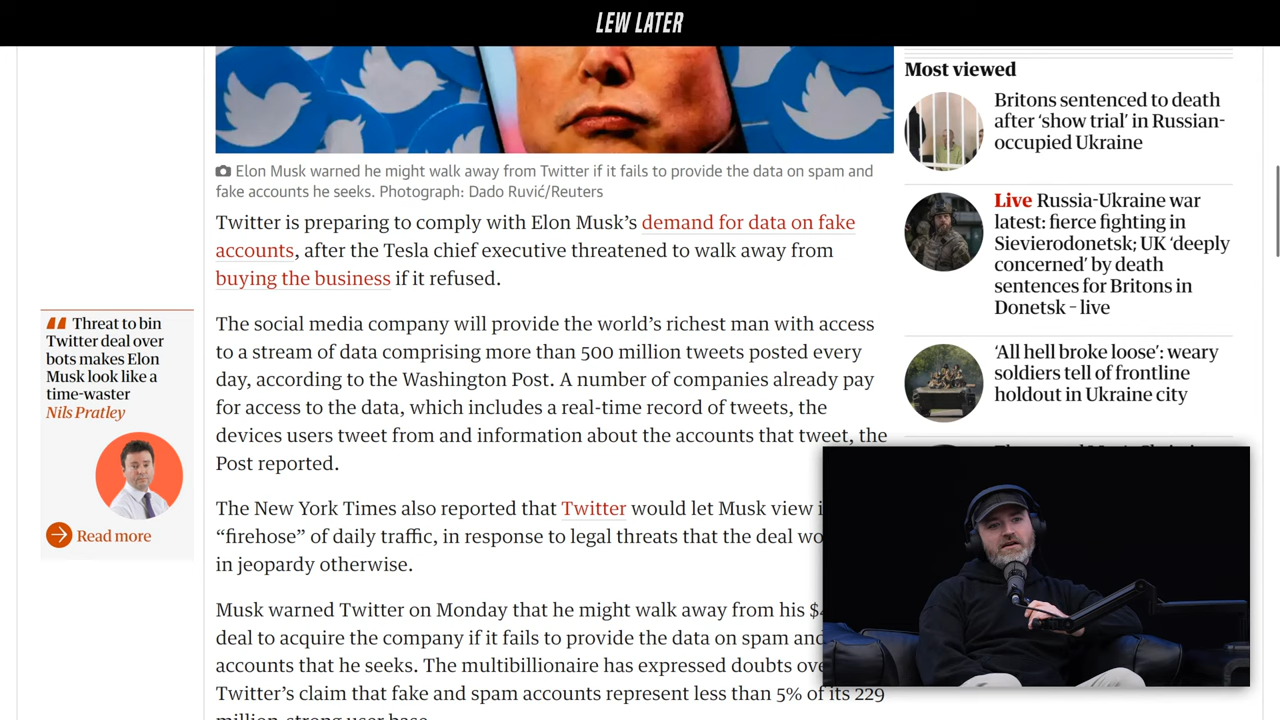 LEW LATER
Elon Musk warned he might walk away from Twitter if it fails to provide the data on spam and
fake accounts he seeks. Photograph: Dado Ruvić/Reuters
Twitter is preparing to comply with Elon Musk’s demand for data on fake
accounts, after the Tesla chief executive threatened to walk away from
buying the business if it refused.
The social media company will provide the world’s richest man with access
to a stream of data comprising more than 500 million tweets posted every
day, according to the Washington Post. A number of companies already pay
for access to the data, which includes a real-time record of tweets, the
devices users tweet from and information about the accounts that tweet, the
Post reported.
The New York Times also reported that Twitter would let Musk view
“firehose” of daily traffic, in response to legal threats that the deal
in jeopardy otherwise.
Musk warned Twitter on Monday that he might walk away from his
deal to acquire the company if it fails to provide the data on spam and
accounts that he seeks. The multibillionaire has expressed doubts
Twitter’s claim that fake and spam accounts represent less than 5% of its 229
Threat to bin
Twitter deal over
bots makes Elon
Musk look like a
time-waster
Nils Pratley
Read more
Most viewed
Britons sentenced to death
after ‘show trial’ in Russian-
occupied Ukraine
Live Russia-Ukraine war
latest: fierce fighting in
Sievierodonetsk; UK ‘deeply
concerned’ by death
sentences for Britons in
Donetsk – live
‘All hell broke loose’: weary
soldiers tell of frontline
holdout in Ukraine city